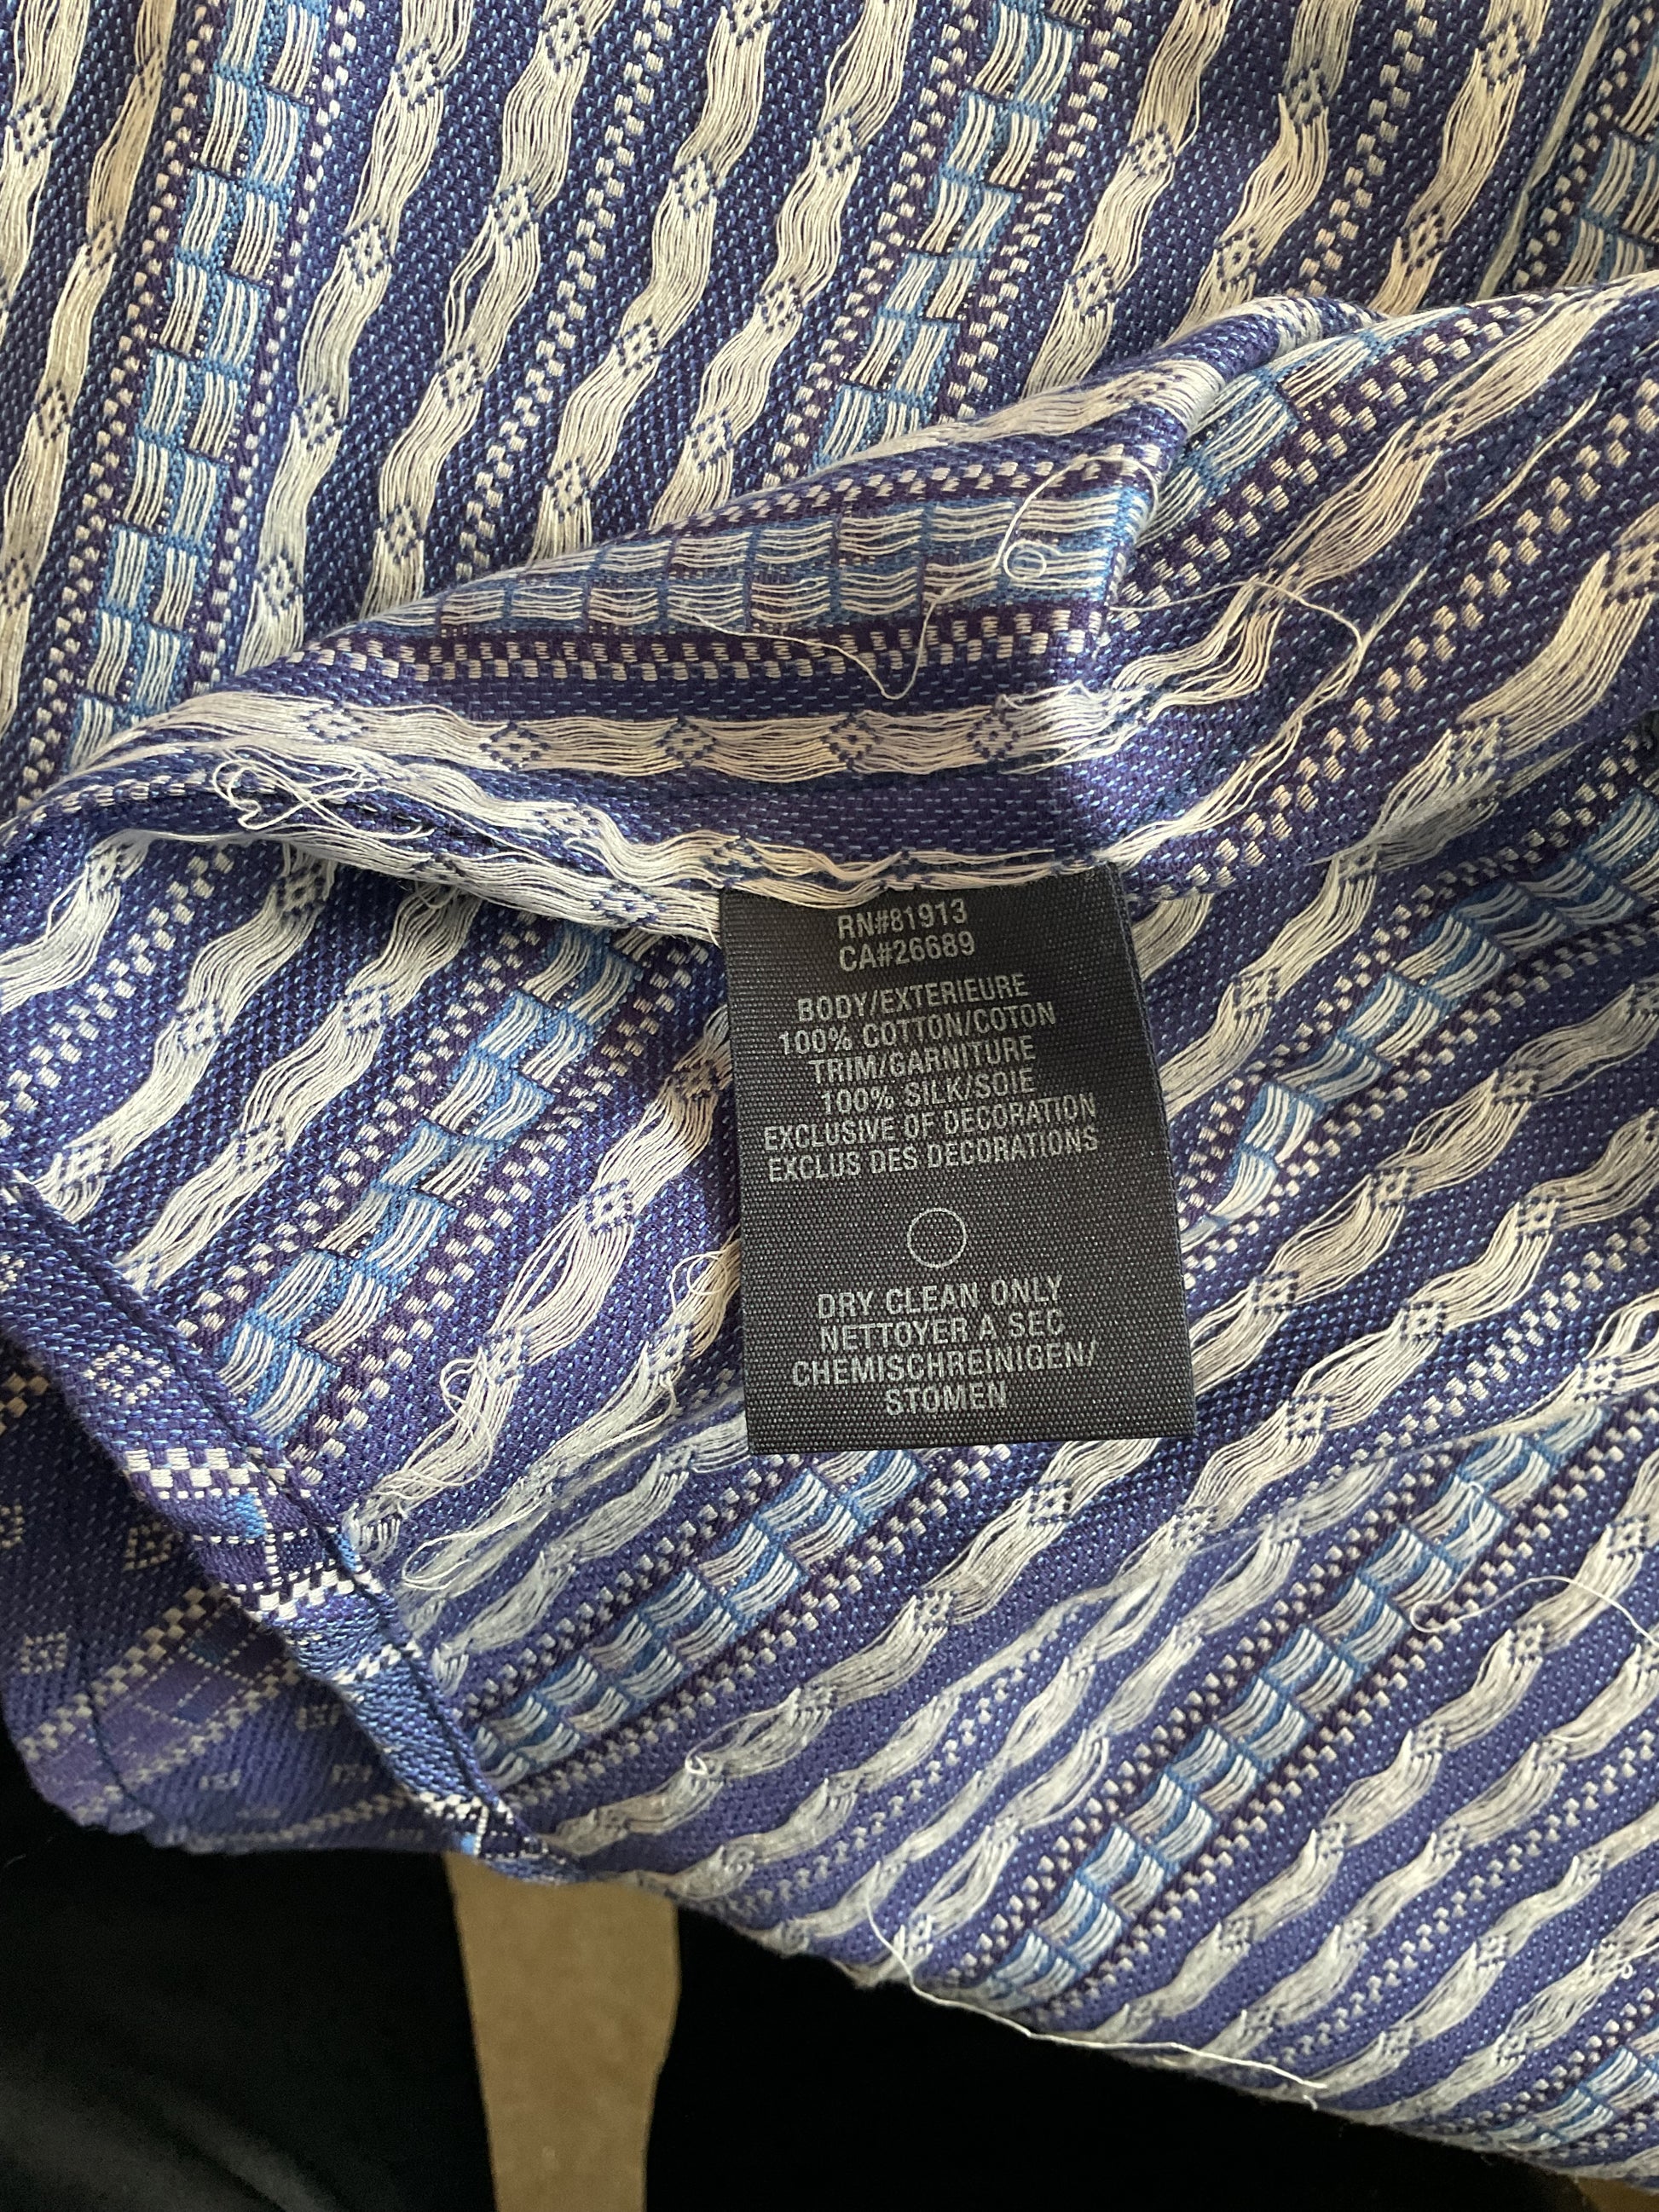 RN#81913
CA#26689
BODY/EXTERIEURE
100% COTTON/COTON
TRIM/GARNITURE
100% SILK/SOIE
EXCLUSIVE OF DECORATION
EXCLUS DES DECORATIONS
DRY CLEAN ONLY
NETTOYER A SEC
CHEMISCHREINIGEN/
STOMEN